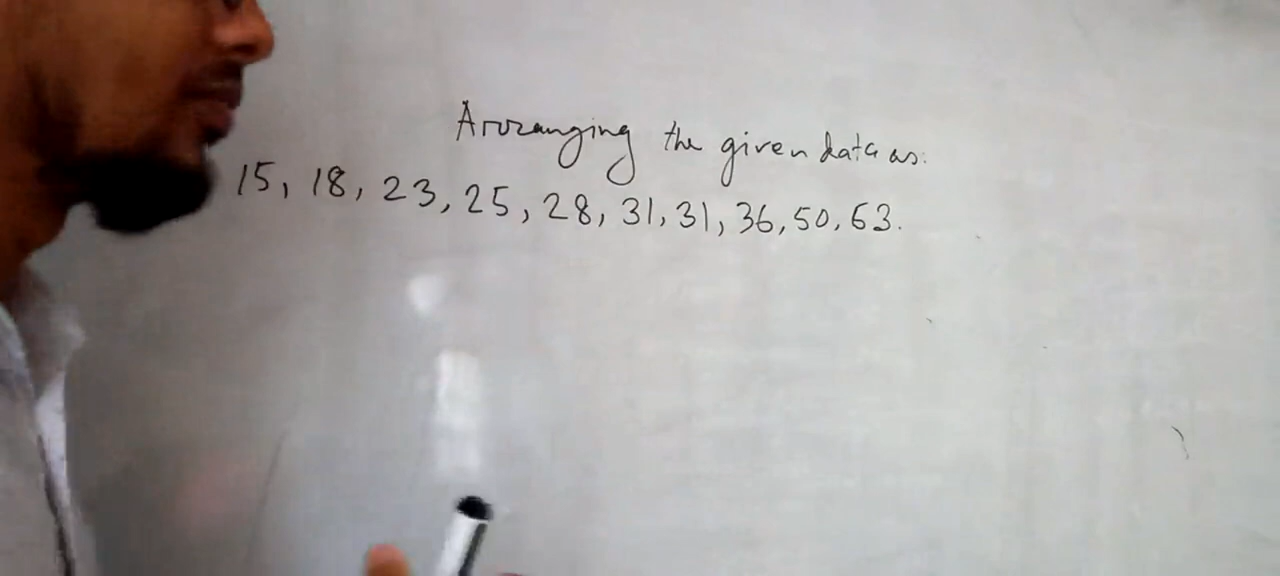 Arranging the given data as:
15, 18, 23, 25, 28, 31, 31, 36, 50, 63.